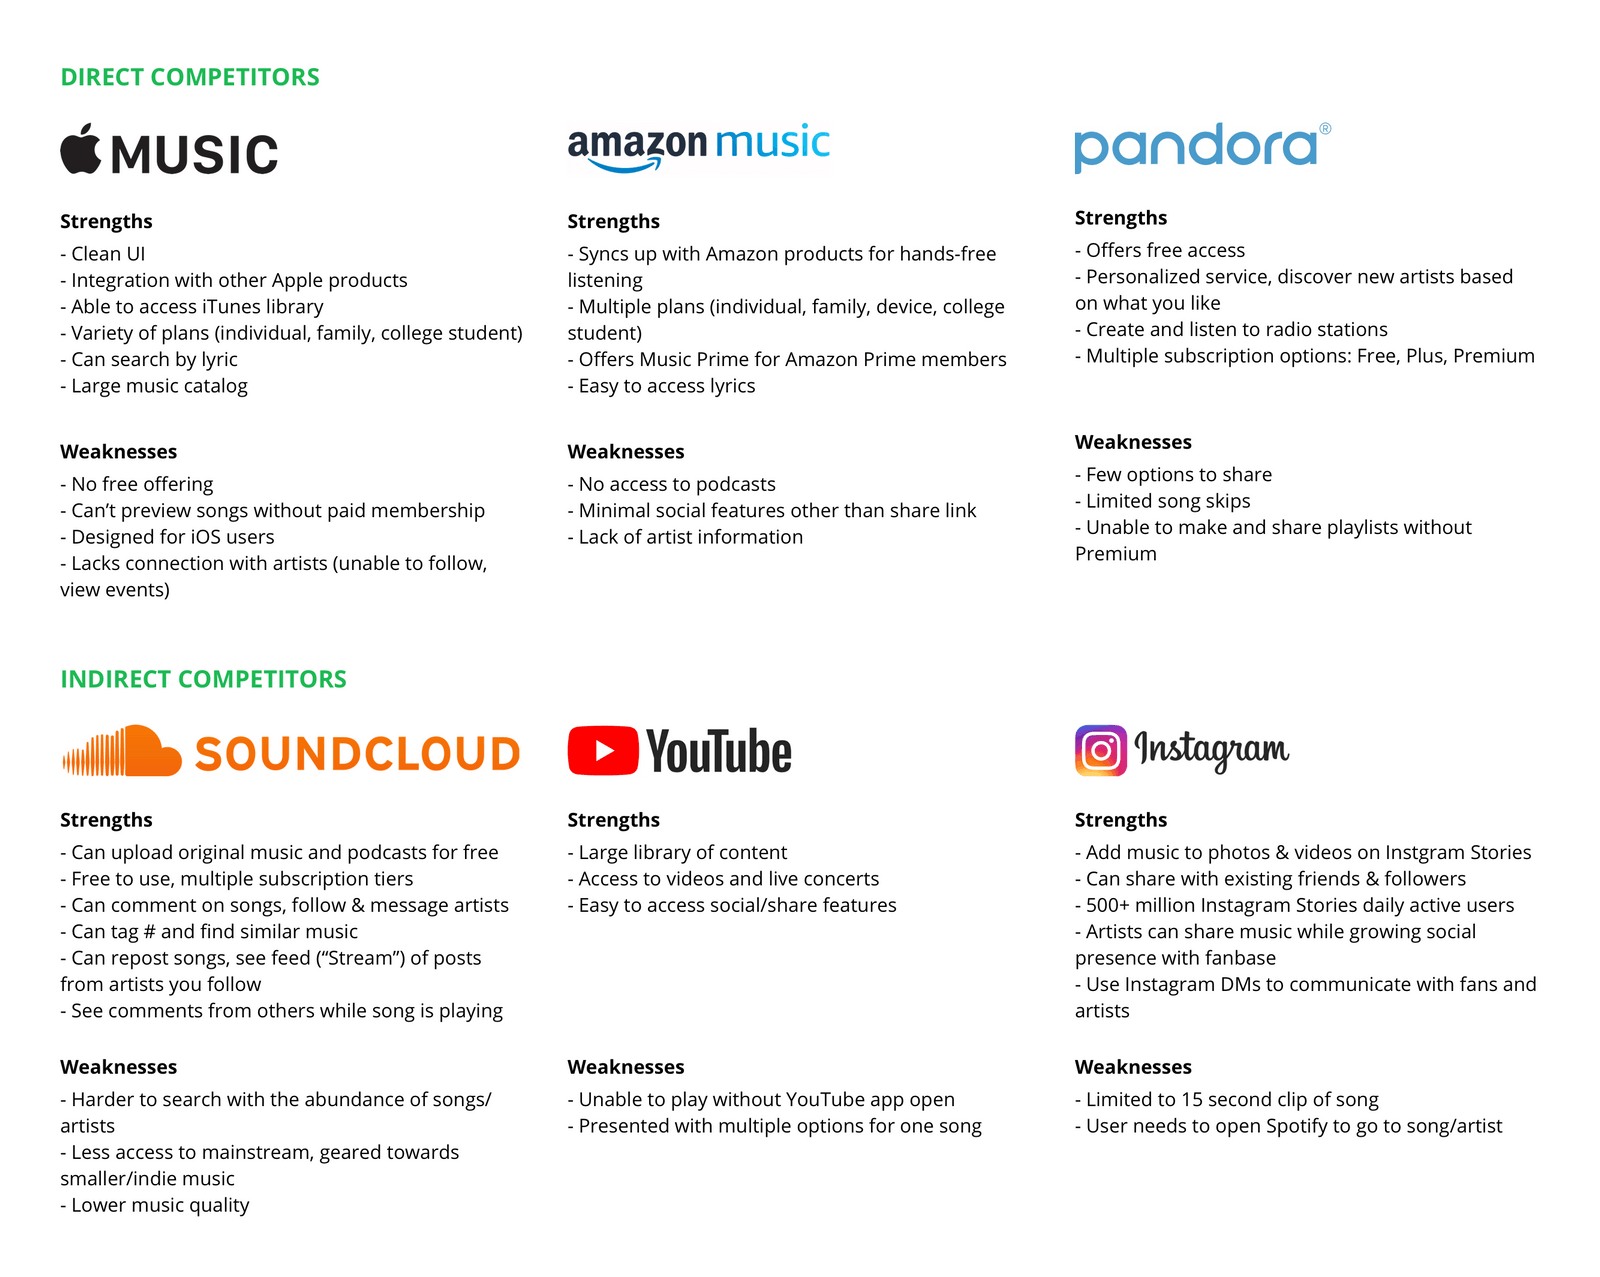 DIRECT COMPETITORS
MUSIC
Strengths
- Clean UI
- Integration with other Apple products
- Able to access iTunes library
- Variety of plans (individual, family, college student)
- Can search by lyric
- Large music catalog
Weaknesses
- No free offering
- Can’t preview songs without paid membership
- Designed for iOS users
- Lacks connection with artists (unable to follow,
view events)
amazon music
Strengths
- Syncs up with Amazon products for hands-free
listening
- Multiple plans (individual, family, device, college
student)
- Offers Music Prime for Amazon Prime members
- Easy to access lyrics
Weaknesses
- No access to podcasts
- Minimal social features other than share link
- Lack of artist information
pandora®
Strengths
- Offers free access
- Personalized service, discover new artists based
on what you like
- Create and listen to radio stations
- Multiple subscription options: Free, Plus, Premium
Weaknesses
- Few options to share
- Limited song skips
- Unable to make and share playlists without
Premium
INDIRECT COMPETITORS
SOUNDCLOUD
Strengths
- Can upload original music and podcasts for free
- Free to use, multiple subscription tiers
- Can comment on songs, follow & message artists
- Can tag # and find similar music
- Can repost songs, see feed (“Stream”) of posts
from artists you follow
- See comments from others while song is playing
Weaknesses
- Harder to search with the abundance of songs/
artists
- Less access to mainstream, geared towards
smaller/indie music
- Lower music quality
YouTube
Strengths
- Large library of content
- Access to videos and live concerts
- Easy to access social/share features
Weaknesses
- Unable to play without YouTube app open
- Presented with multiple options for one song
Instagram
Strengths
- Add music to photos & videos on Instgram Stories
- Can share with existing friends & followers
- 500+ million Instagram Stories daily active users
- Artists can share music while growing social
presence with fanbase
- Use Instagram DMs to communicate with fans and
artists
Weaknesses
- Limited to 15 second clip of song
- User needs to open Spotify to go to song/artist